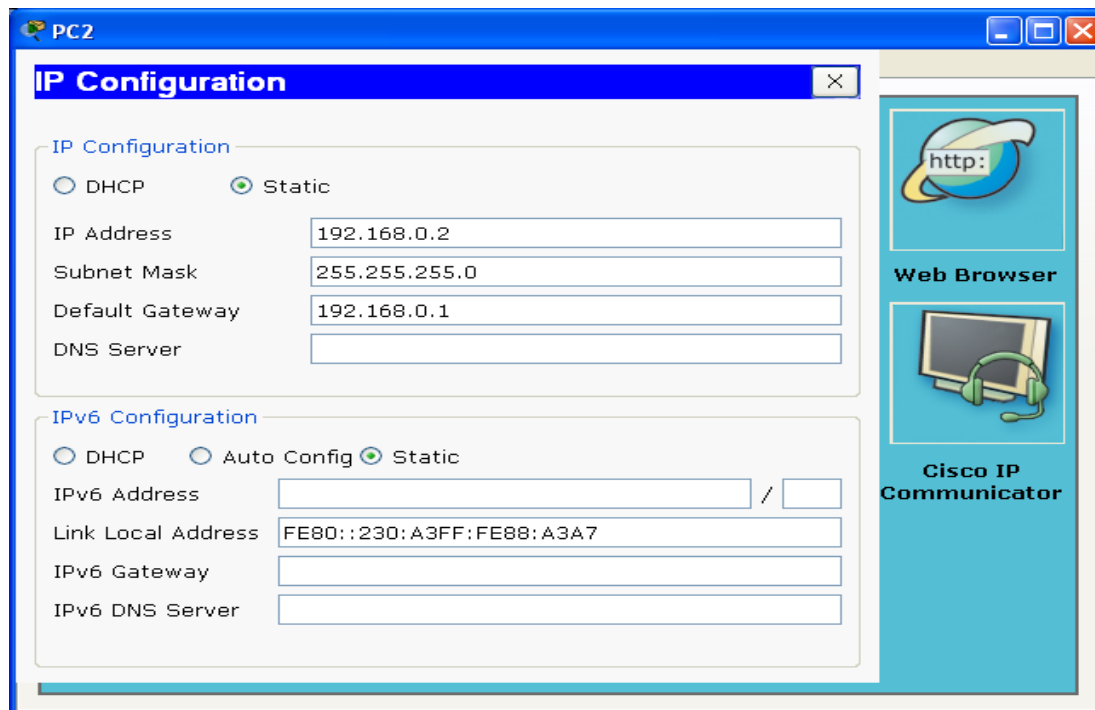 PC2
IP Configuration
IP Configuration
DHCP Static
IP Address 192.168.0.2
Subnet Mask 255.255.255.0
Default Gateway 192.168.0.1
DNS Server
IPv6 Configuration
DHCP Auto Config Static
IPv6 Address /
Link Local Address FE80::230:A3FF:FE88:A3A7
IPv6 Gateway
IPv6 DNS Server
http:
Web Browser
Cisco IP
Communicator